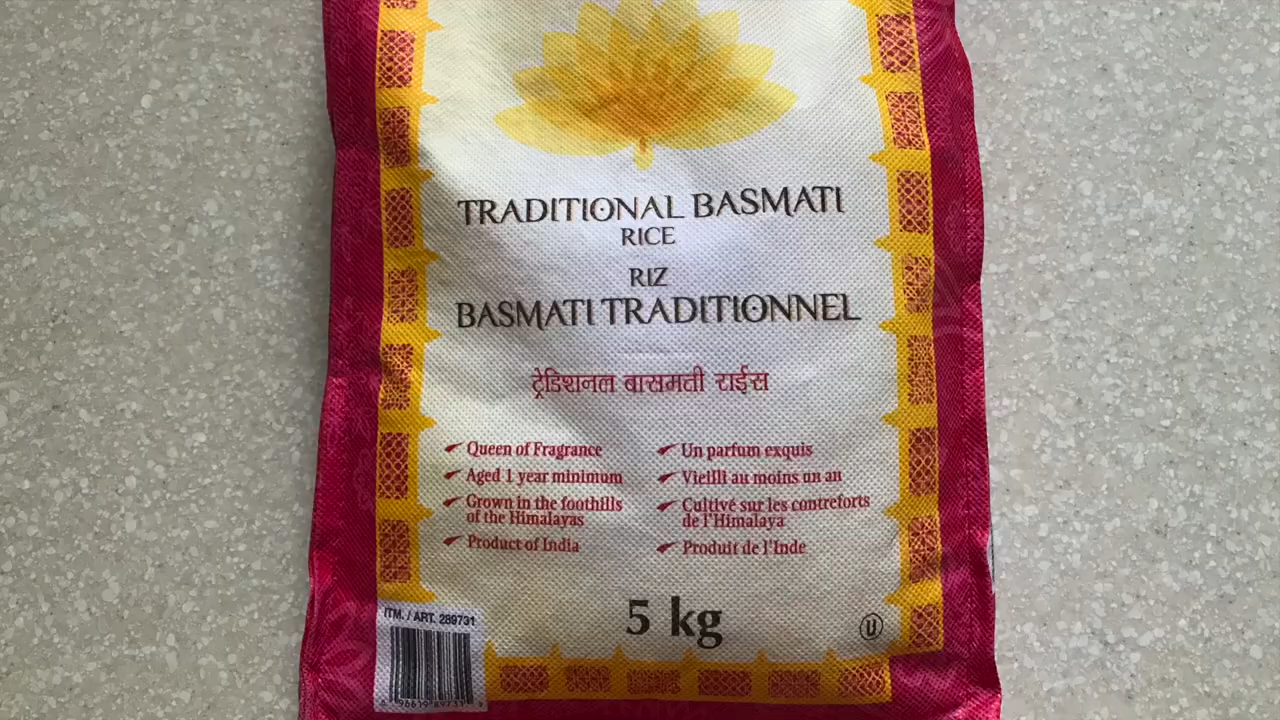 TRADITIONAL BASMATI
RICE
RIZ
BASMATI TRADITIONNEL
ट्रेडिशनल बासमती राईस
Queen of Fragrance
Aged 1 year minimum
Grown in the foothills
of the Himalayas
Product of India
Un parfum exquis
Vieilli au moins un an
Cultivé sur les contreforts
de l'Himalaya
Produit de l'Inde
5 kg
U
ITM. / ART. 289731